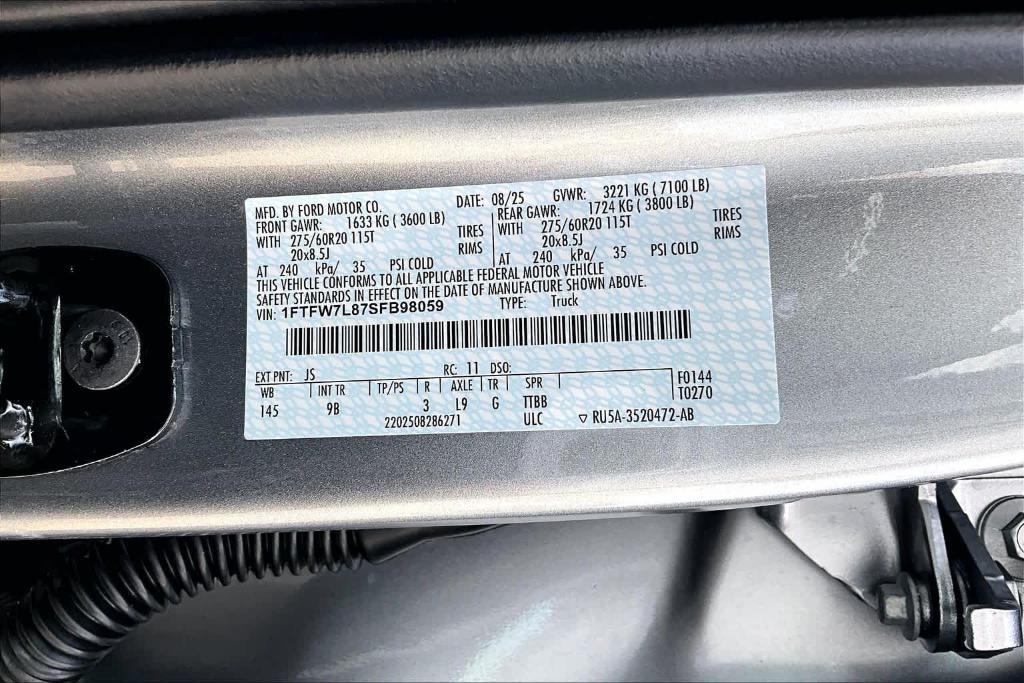 MFD. BY FORD MOTOR CO. DATE: 08/25 GVWR: 3221 KG ( 7100 LB)
FRONT GAWR: 1633 KG ( 3600 LB) REAR GAWR: 1724 KG ( 3800 LB)
WITH 275/60R20 115T TIRES WITH 275/60R20 115T TIRES
20x8.5J RIMS 20x8.5J RIMS
AT 240 kPa/ 35 PSI COLD AT 240 kPa/ 35 PSI COLD
THIS VEHICLE CONFORMS TO ALL APPLICABLE FEDERAL MOTOR VEHICLE
SAFETY STANDARDS IN EFFECT ON THE DATE OF MANUFACTURE SHOWN ABOVE.
VIN: 1FTFW7L87SFB98059 TYPE: Truck
EXT PNT: JS RC: 11 DSO: F0144
WB INT TR TP/PS R AXLE TR SPR T0270
145 9B 3 L9 G TTBB
2202508286271 ULC ▽ RU5A-3520472-AB